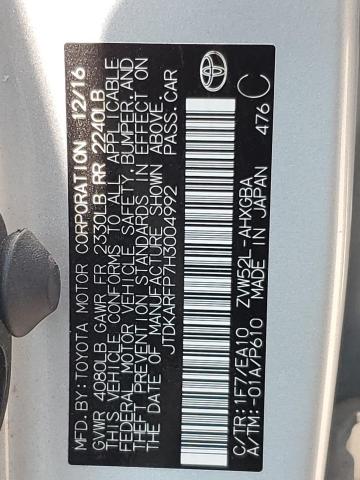 MFD. BY: TOYOTA MOTOR CORPORATION 12/16
GVWR 4080LB GAWR FR 2330LB RR 2240LB
THIS VEHICLE CONFORMS TO ALL APPLICABLE
FEDERAL MOTOR VEHICLE SAFETY, BUMPER, AND
THEFT PREVENTION STANDARDS IN EFFECT ON
THE DATE OF MANUFACTURE SHOWN ABOVE.
JTDKARFP7H3004992 PASS. CAR
C/TR: 1F7/EA10 ZVW52L-AHXGBA
A/TM: -01A/P610 MADE IN JAPAN
476 C